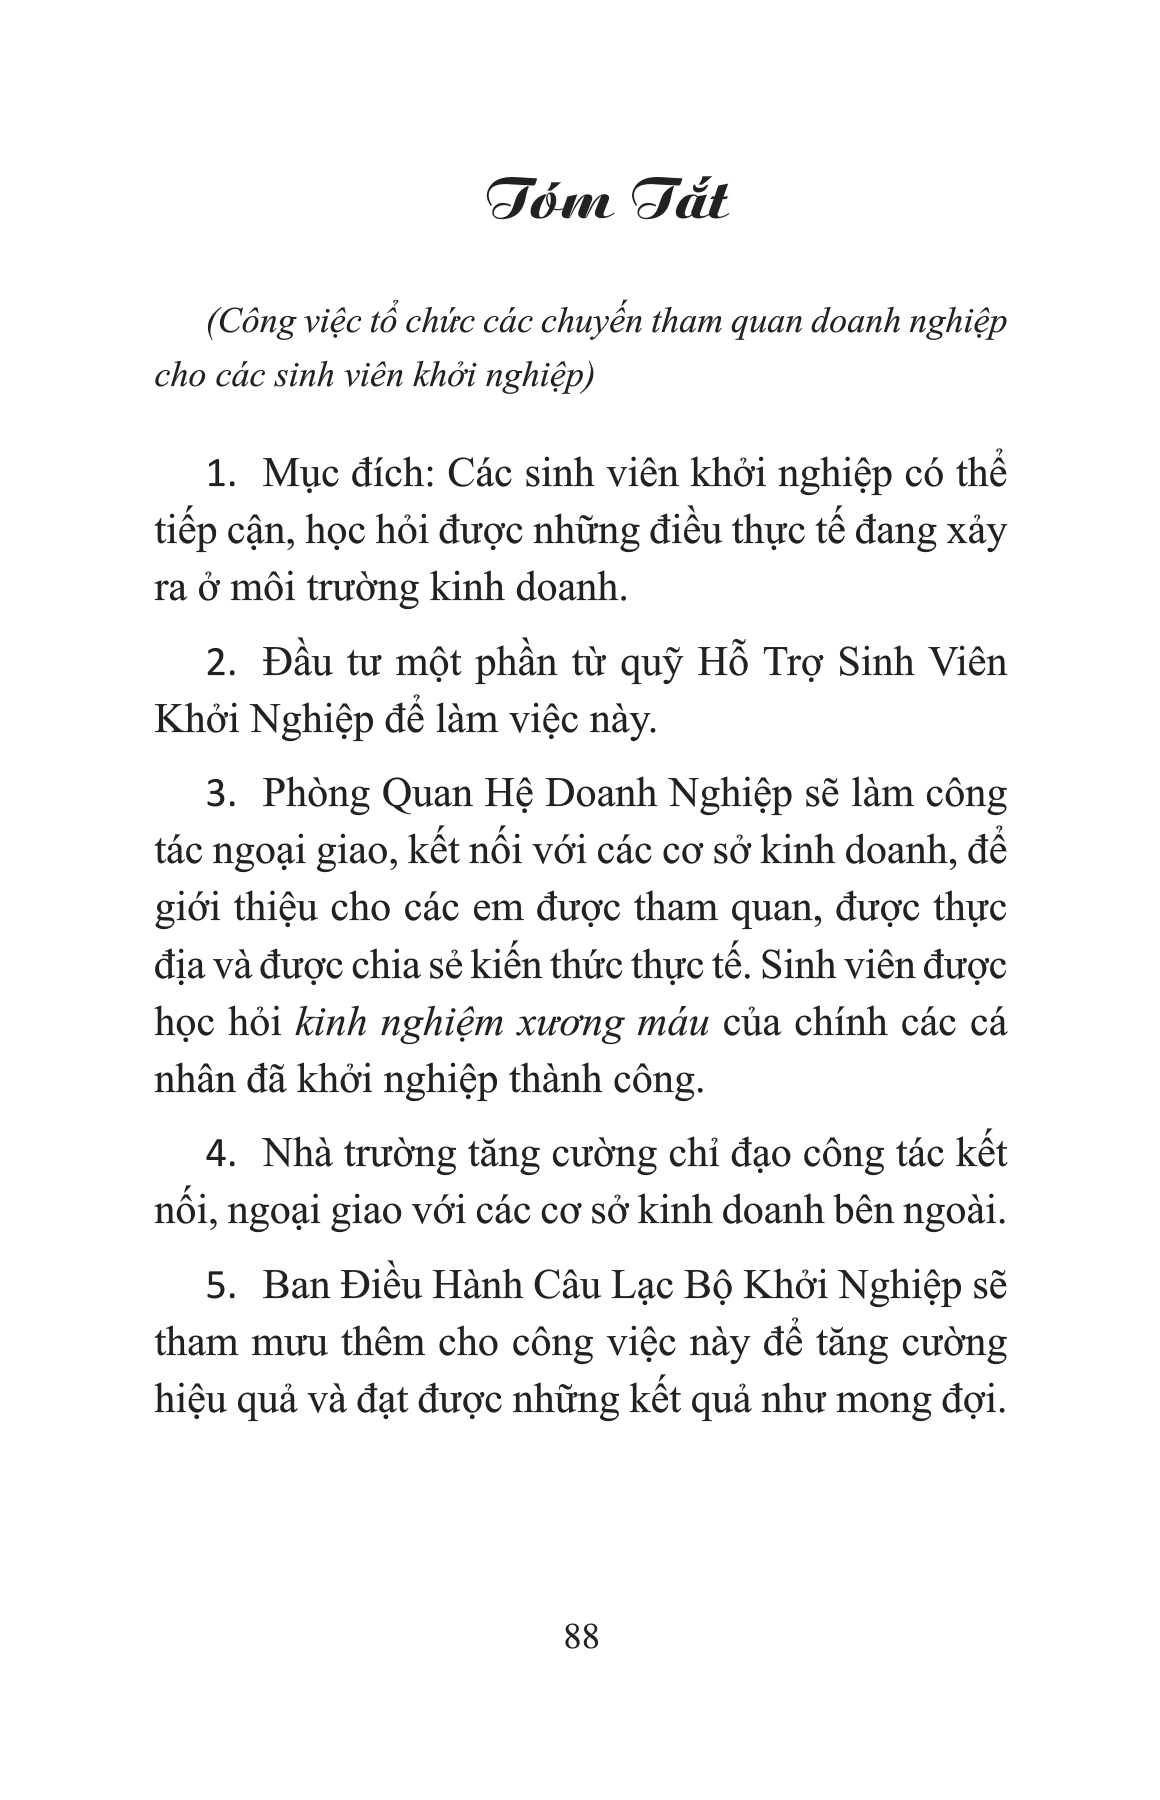 Tóm Tắt
(Công việc tổ chức các chuyến tham quan doanh nghiệp
cho các sinh viên khởi nghiệp)
1. Mục đích: Các sinh viên khởi nghiệp có thể
tiếp cận, học hỏi được những điều thực tế đang xảy
ra ở môi trường kinh doanh.
2. Đầu tư một phần từ quỹ Hỗ Trợ Sinh Viên
Khởi Nghiệp để làm việc này.
3. Phòng Quan Hệ Doanh Nghiệp sẽ làm công
tác ngoại giao, kết nối với các cơ sở kinh doanh, để
giới thiệu cho các em được tham quan, được thực
địa và được chia sẻ kiến thức thực tế. Sinh viên được
học hỏi kinh nghiệm xương máu của chính các cá
nhân đã khởi nghiệp thành công.
4. Nhà trường tăng cường chỉ đạo công tác kết
nối, ngoại giao với các cơ sở kinh doanh bên ngoài.
5. Ban Điều Hành Câu Lạc Bộ Khởi Nghiệp sẽ
tham mưu thêm cho công việc này để tăng cường
hiệu quả và đạt được những kết quả như mong đợi.
88